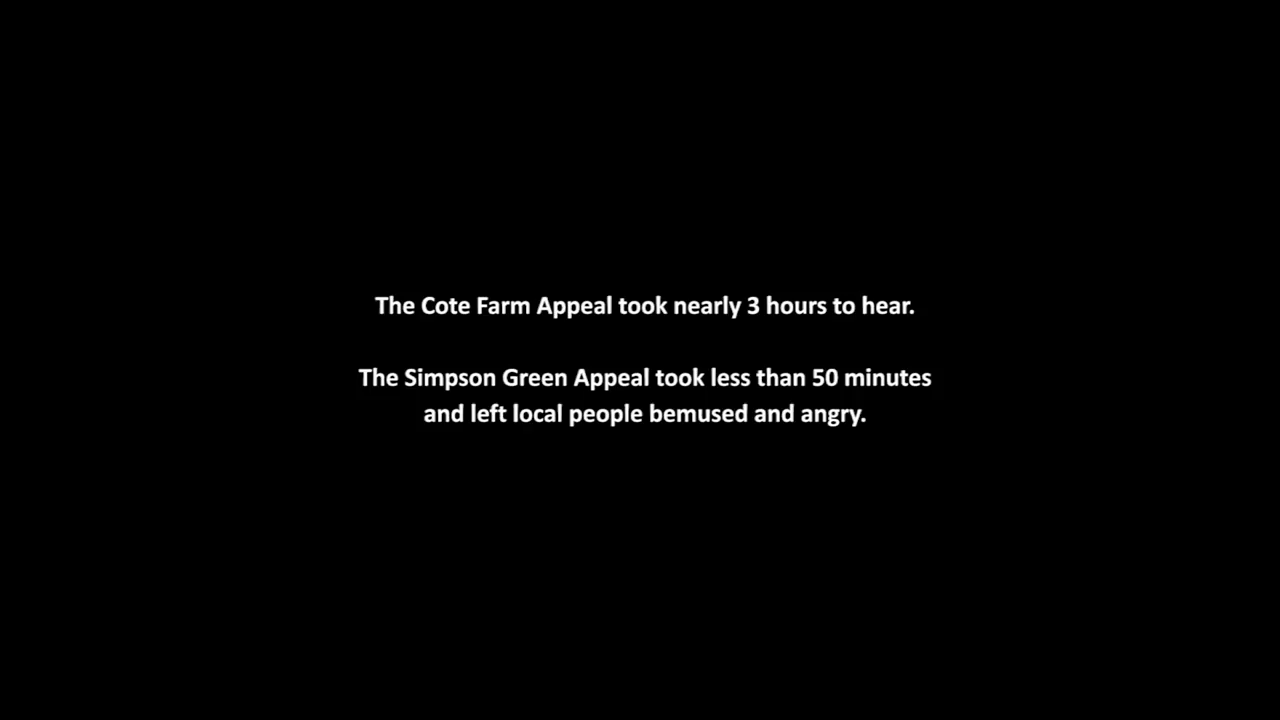 The Cote Farm Appeal took nearly 3 hours to hear.
The Simpson Green Appeal took less than 50 minutes
and left local people bemused and angry.